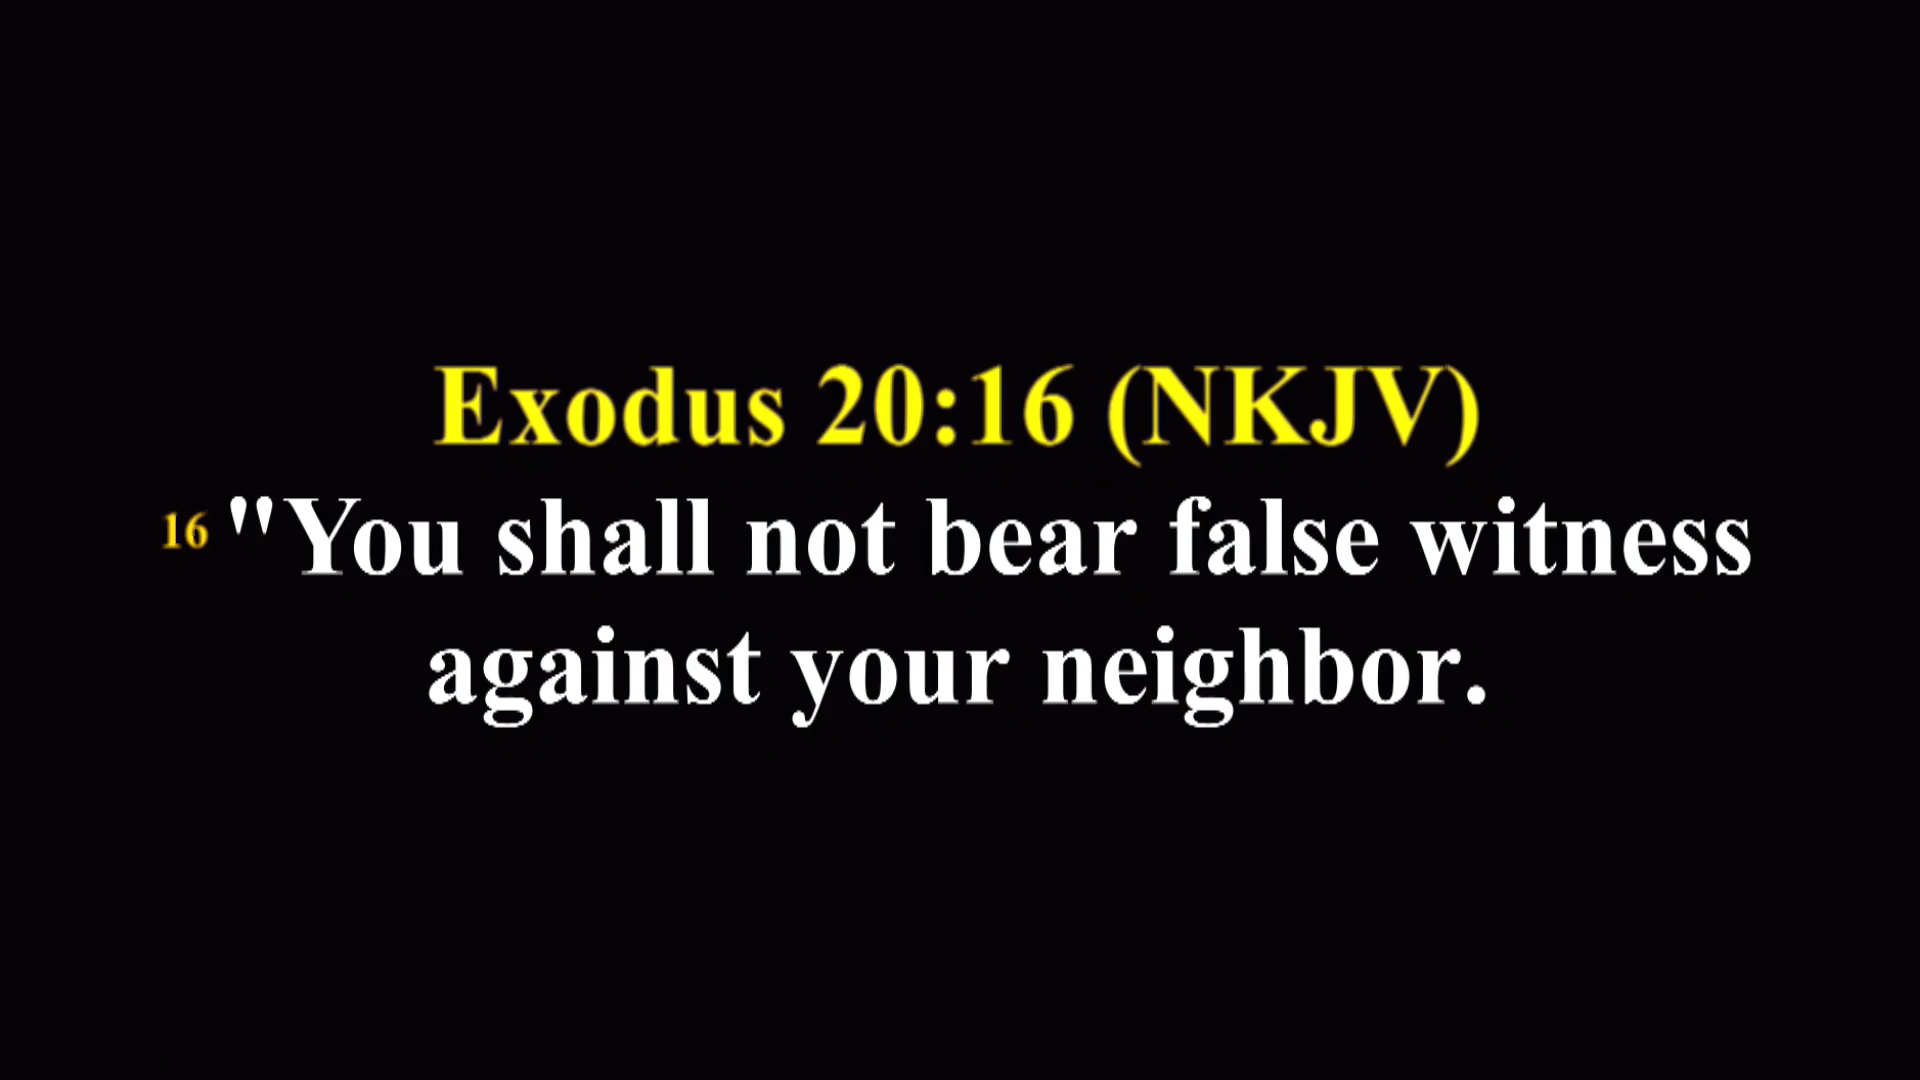 Exodus 20:16 (NKJV)
16 "You shall not bear false witness
against your neighbor.